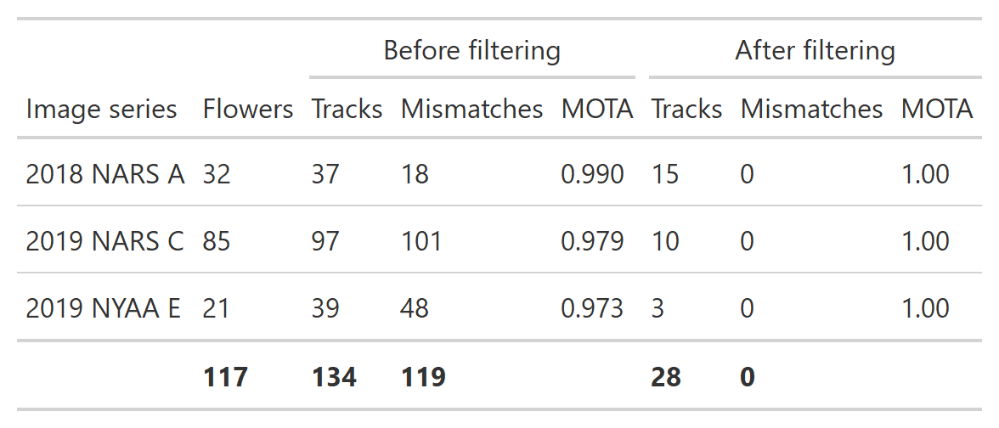 Before filtering After filtering
Image series Flowers Tracks Mismatches MOTA Tracks Mismatches MOTA
2018 NARS A 32 37 18 0.990 15 0 1.00
2019 NARS C 85 97 101 0.979 10 0 1.00
2019 NYAA E 21 39 48 0.973 3 0 1.00
117 134 119 28 0